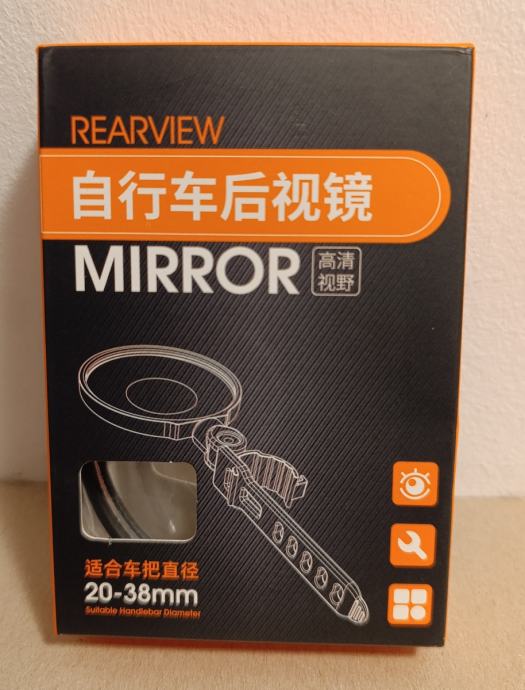 REARVIEW
自行车后视镜
MIRROR
高清
视野
适合车把直径
20-38mm
Suitable Handlebar Diameter